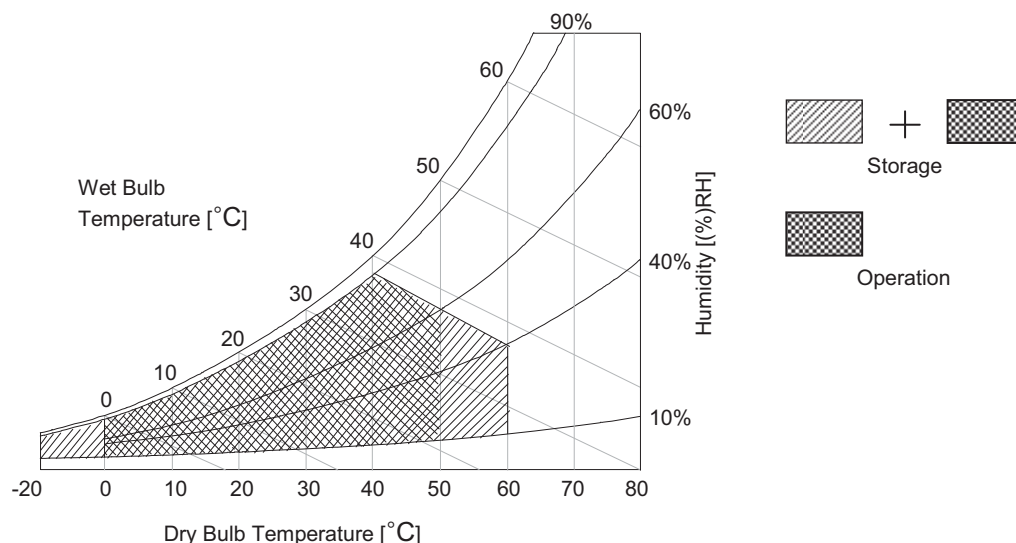 90%
60
60%
50
Wet Bulb
Temperature [°C]
40
40%
30
20
10
0
10%
Humidity [(%)RH]
-20 0 10 20 30 40 50 60 70 80
Dry Bulb Temperature [°C]
+
Storage
Operation